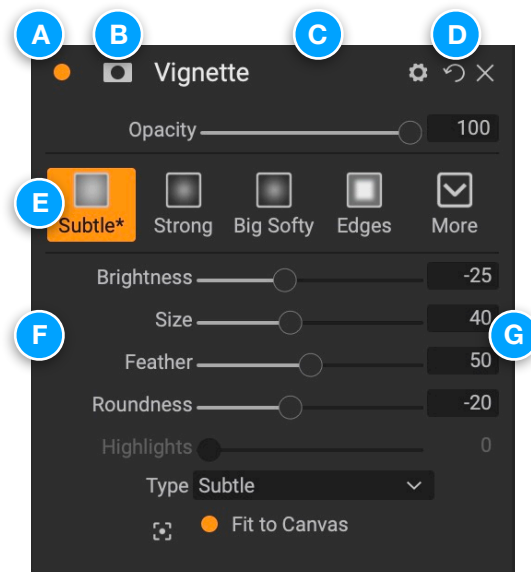 A B C D
Vignette
Opacity 100
E
Subtle* Strong Big Softy Edges More
Brightness -25
Size 40
F G
Feather 50
Roundness -20
Highlights 0
Type Subtle
Fit to Canvas